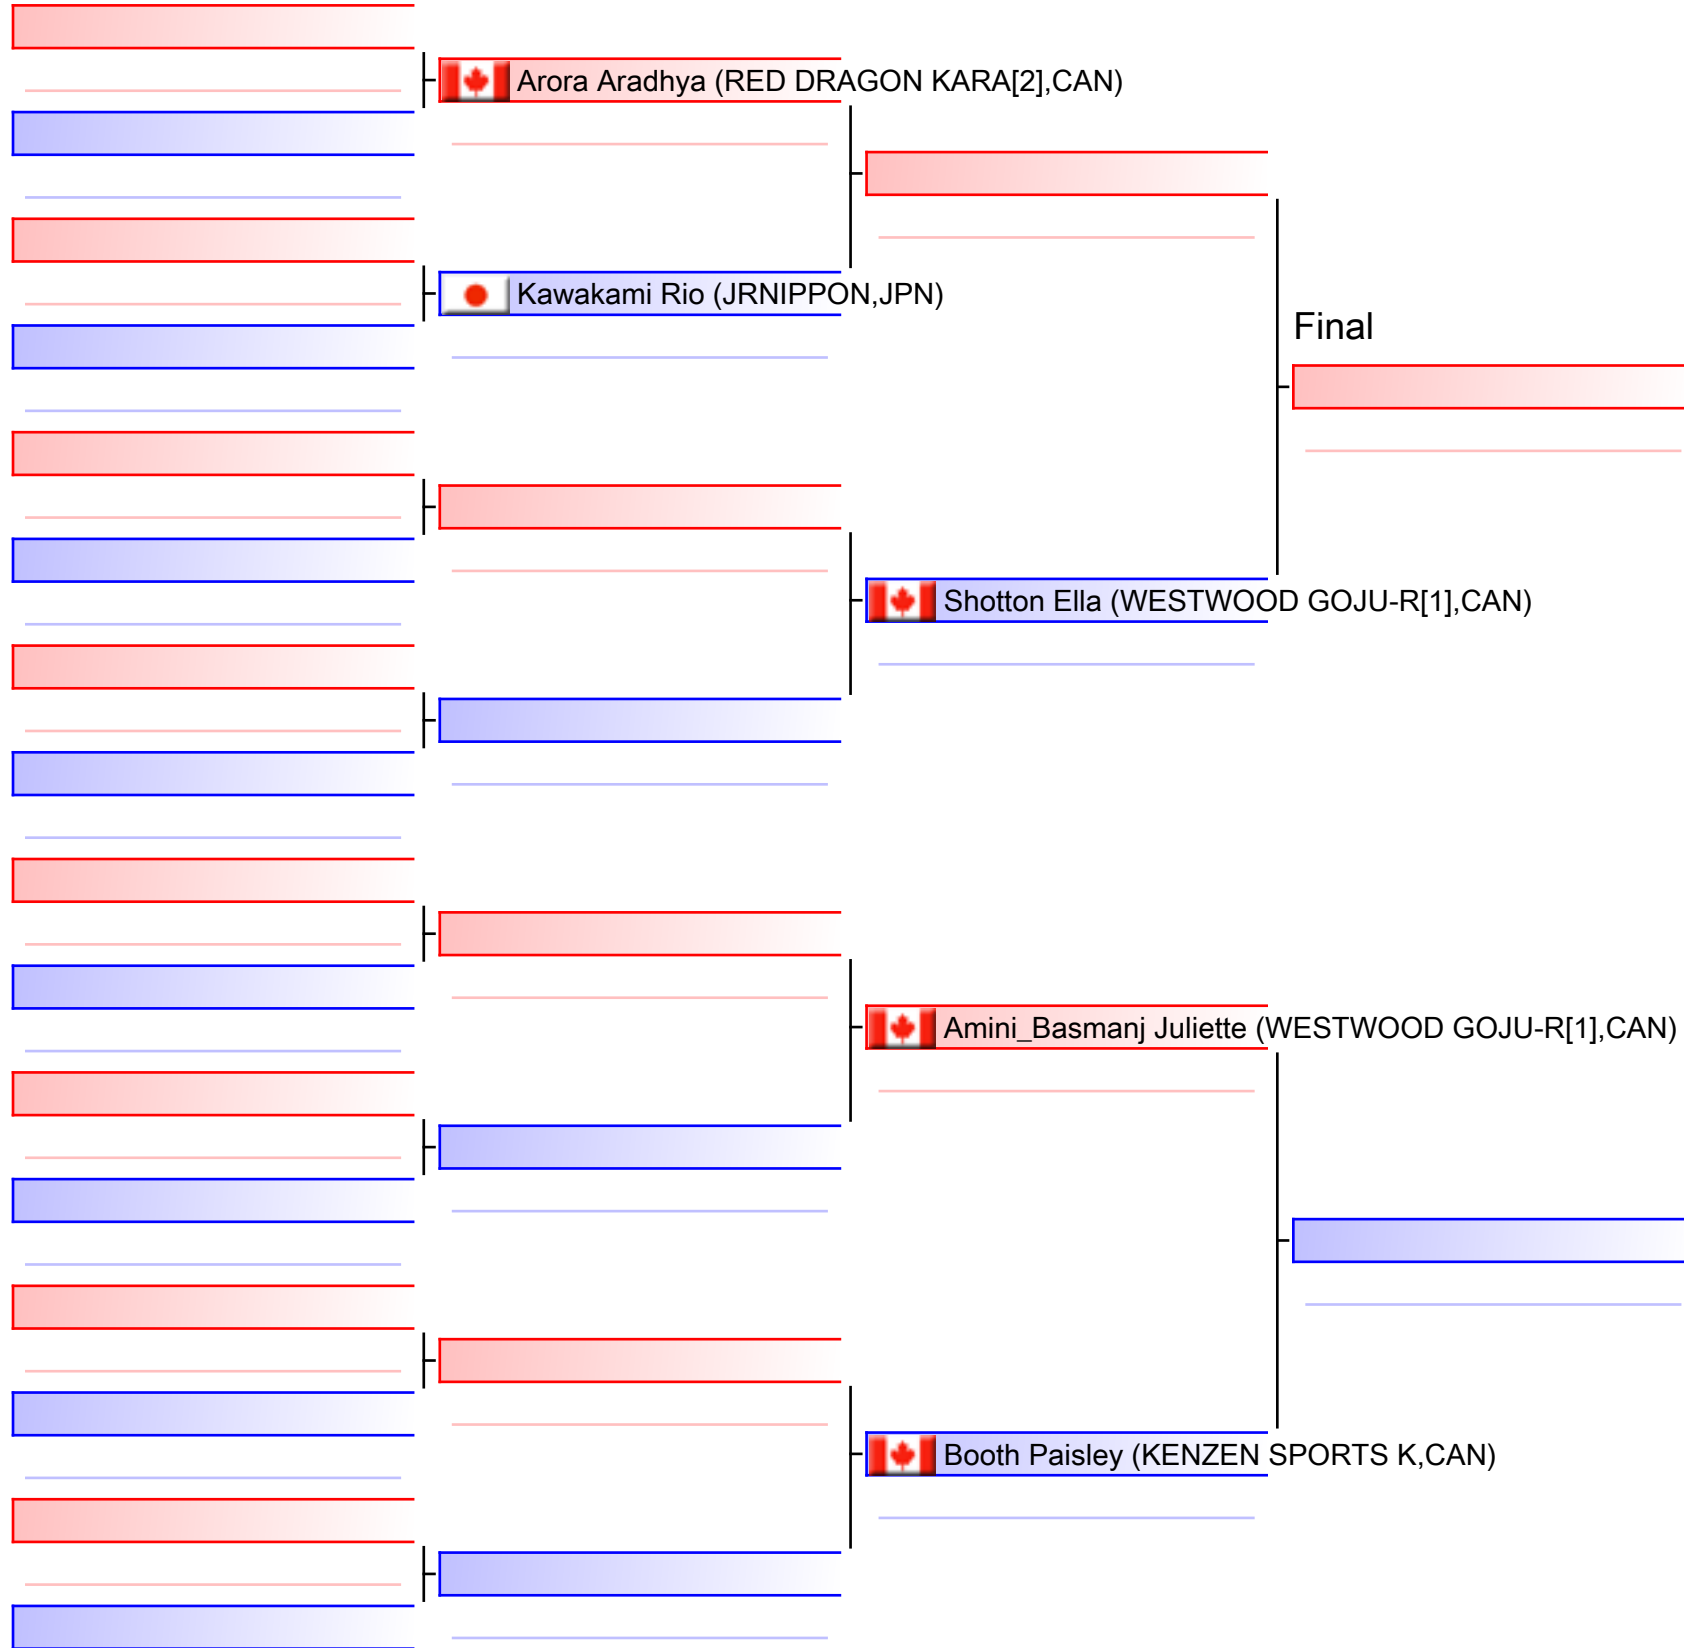 Arora Aradhya (RED DRAGON KARA[2],CAN)
Kawakami Rio (JRNIPPON,JPN)
Final
Shotton Ella (WESTWOOD GOJU-R[1],CAN)
Amini_Basmanj Juliette (WESTWOOD GOJU-R[1],CAN)
Booth Paisley (KENZEN SPORTS K,CAN)